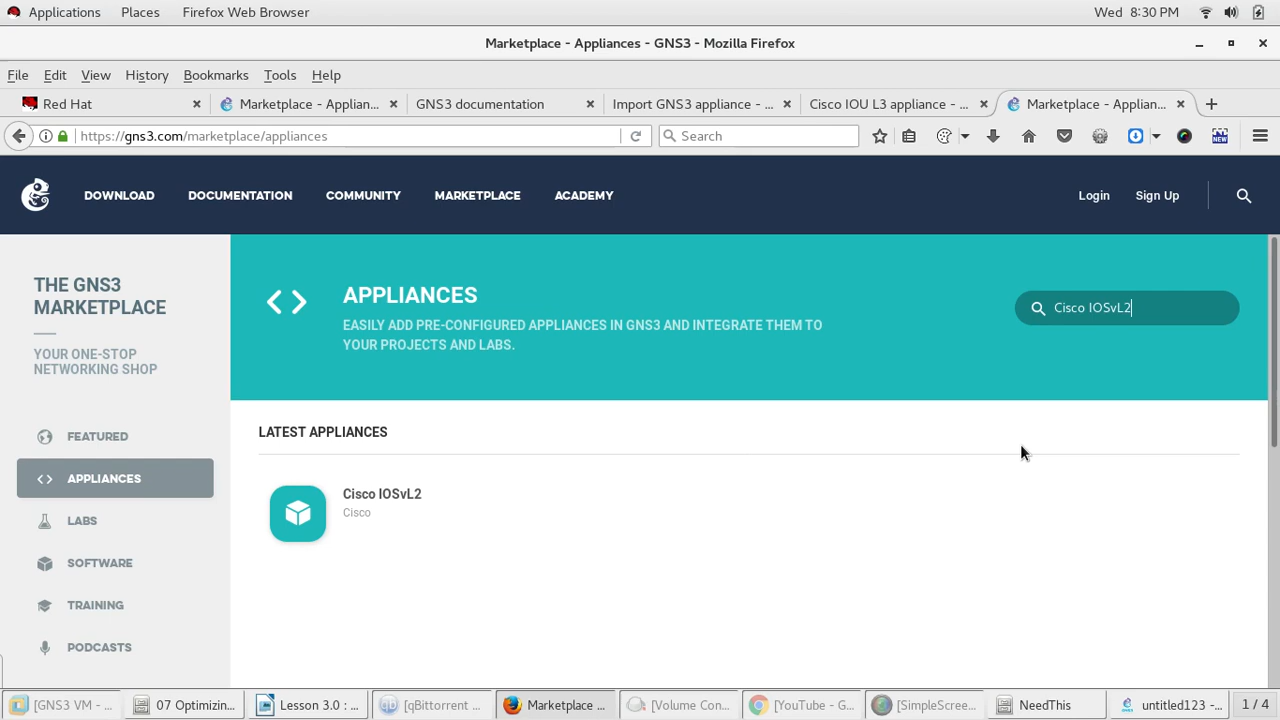 Applications Places Firefox Web Browser Wed 8:30 PM
Marketplace - Appliances - GNS3 - Mozilla Firefox
File Edit View History Bookmarks Tools Help
Red Hat Marketplace - Applian... GNS3 documentation Import GNS3 appliance - ... Cisco IOU L3 appliance - ... Marketplace - Applian...
https://gns3.com/marketplace/appliances Search NEW
DOWNLOAD DOCUMENTATION COMMUNITY MARKETPLACE ACADEMY Login Sign Up
THE GNS3
MARKETPLACE
YOUR ONE-STOP
NETWORKING SHOP
FEATURED
APPLIANCES
LABS
SOFTWARE
TRAINING
PODCASTS
APPLIANCES
EASILY ADD PRE-CONFIGURED APPLIANCES IN GNS3 AND INTEGRATE THEM TO
YOUR PROJECTS AND LABS.
Cisco IOSvL2
LATEST APPLIANCES
Cisco IOSvL2
Cisco
[GNS3 VM - ... 07 Optimizin... Lesson 3.0 : ... [qBittorrent ... Marketplace ... [Volume Con... [YouTube - G... [SimpleScree... NeedThis untitled123 -... 1 / 4